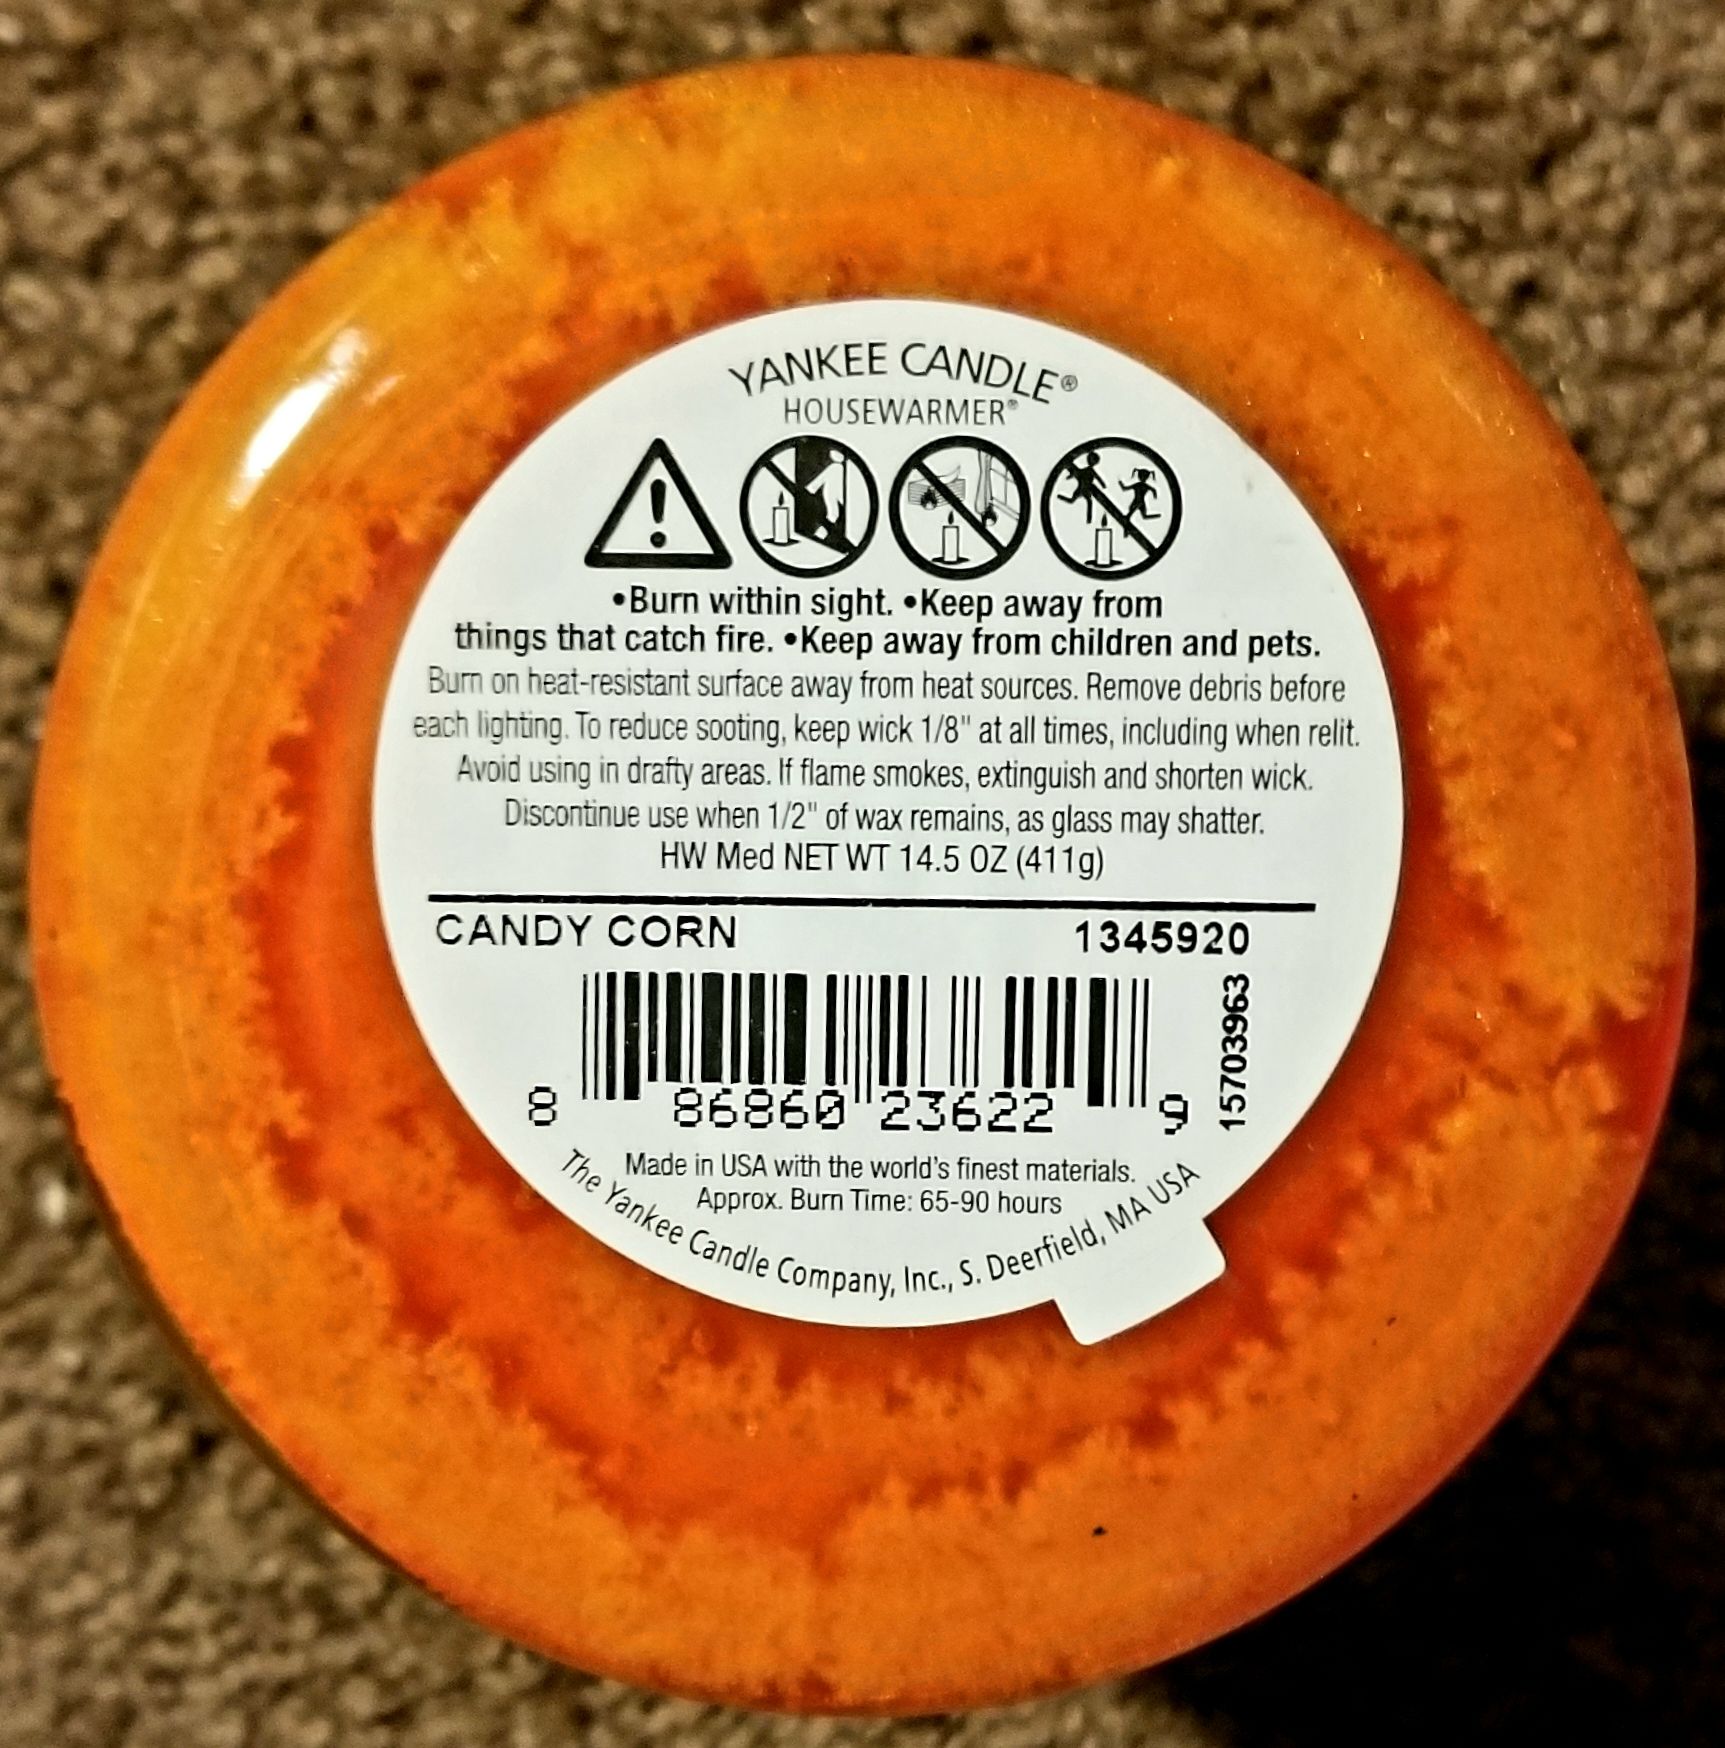 YANKEE CANDLE®
HOUSEWARMER®
•Burn within sight. •Keep away from
things that catch fire. •Keep away from children and pets.
Burn on heat-resistant surface away from heat sources. Remove debris before
each lighting. To reduce sooting, keep wick 1/8" at all times, including when relit.
Avoid using in drafty areas. If flame smokes, extinguish and shorten wick.
Discontinue use when 1/2" of wax remains, as glass may shatter.
HW Med NET WT 14.5 OZ (411g)
CANDY CORN 1345920
8 86860 23622 9
15703963
Made in USA with the world's finest materials.
Approx. Burn Time: 65-90 hours
The Yankee Candle Company, Inc., S. Deerfield, MA USA